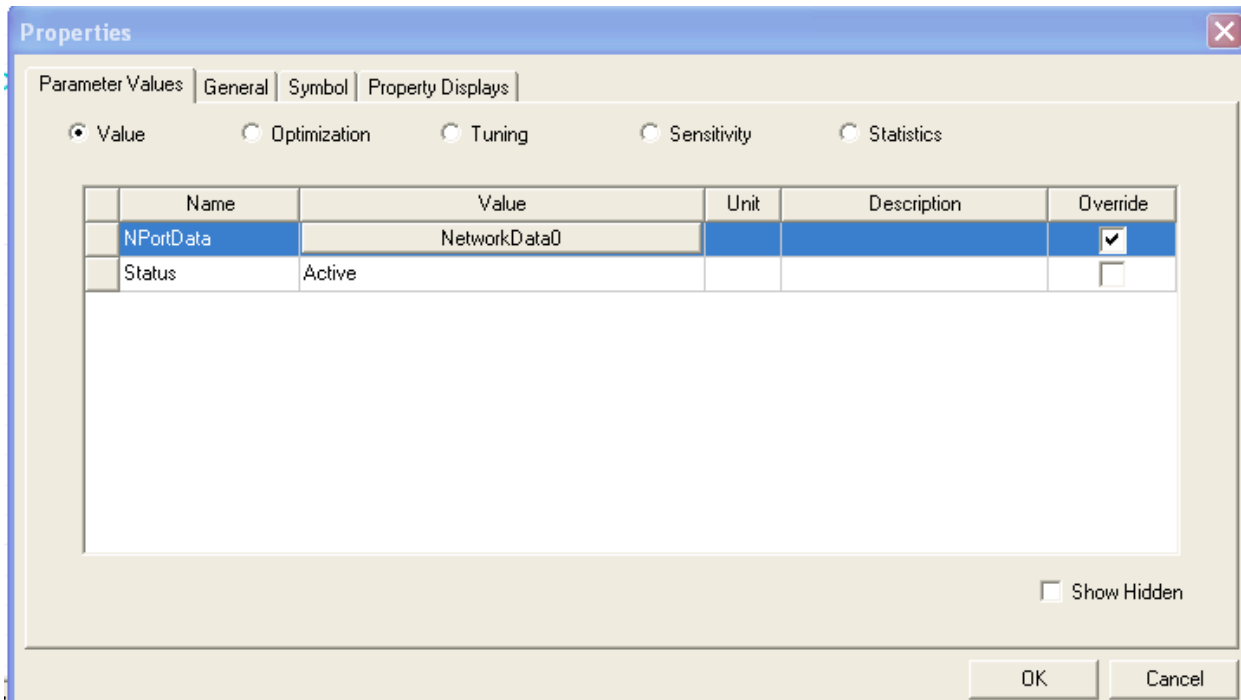 Properties
Parameter Values General Symbol Property Displays
Value Optimization Tuning Sensitivity Statistics
Name Value Unit Description Override
NPortData NetworkData0
Status Active
Show Hidden
OK Cancel